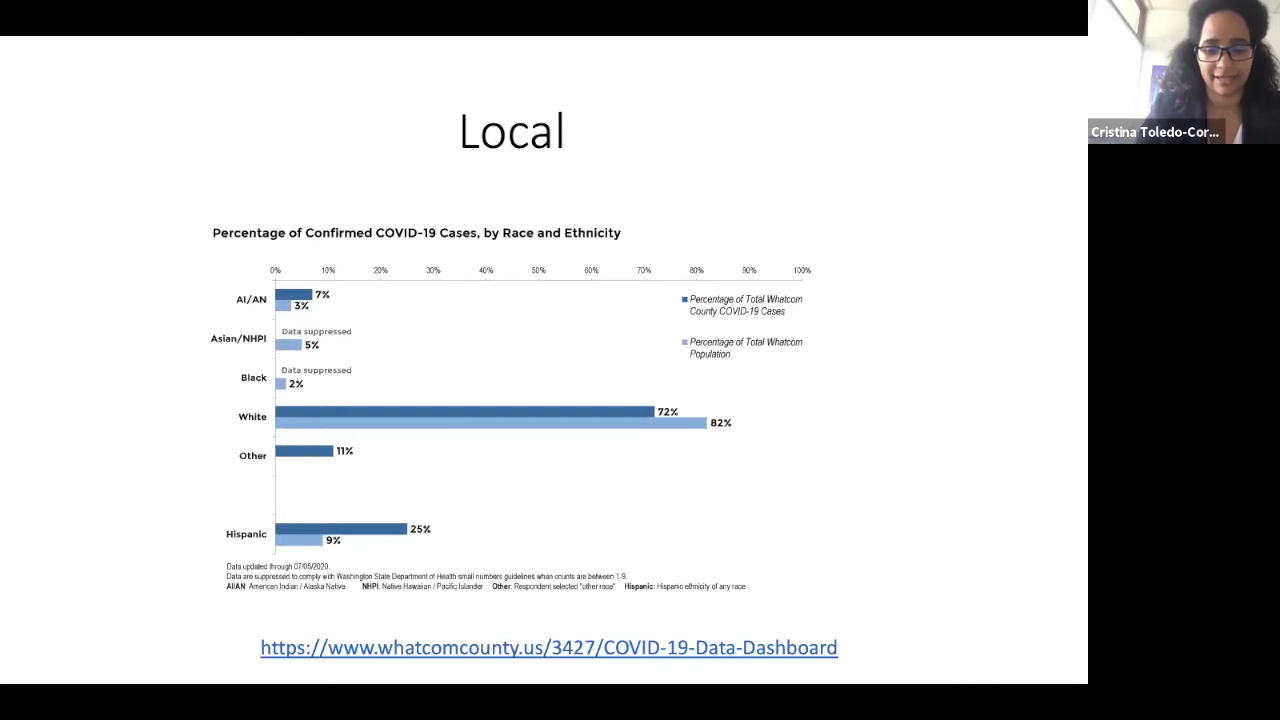 Local
Percentage of Confirmed COVID-19 Cases, by Race and Ethnicity
0% 10% 20% 30% 40% 50% 60% 70% 80% 90% 100%
AI/AN 7%
3%
Percentage of Total Whatcom
County COVID-19 Cases
Asian/NHPI Data suppressed
5%
Percentage of Total Whatcom
Population
Black Data suppressed
2%
White 72%
82%
Other 11%
Hispanic 25%
9%
Data updated through 07/05/2020.
Data are suppressed to comply with Washington State Department of Health small numbers guidelines when counts are between 1-9.
AI/AN: American Indian / Alaska Native NHPI: Native Hawaiian / Pacific Islander Other: Respondent selected "other race" Hispanic: Hispanic ethnicity of any race
https://www.whatcomcounty.us/3427/COVID-19-Data-Dashboard
Cristina Toledo-Cor...